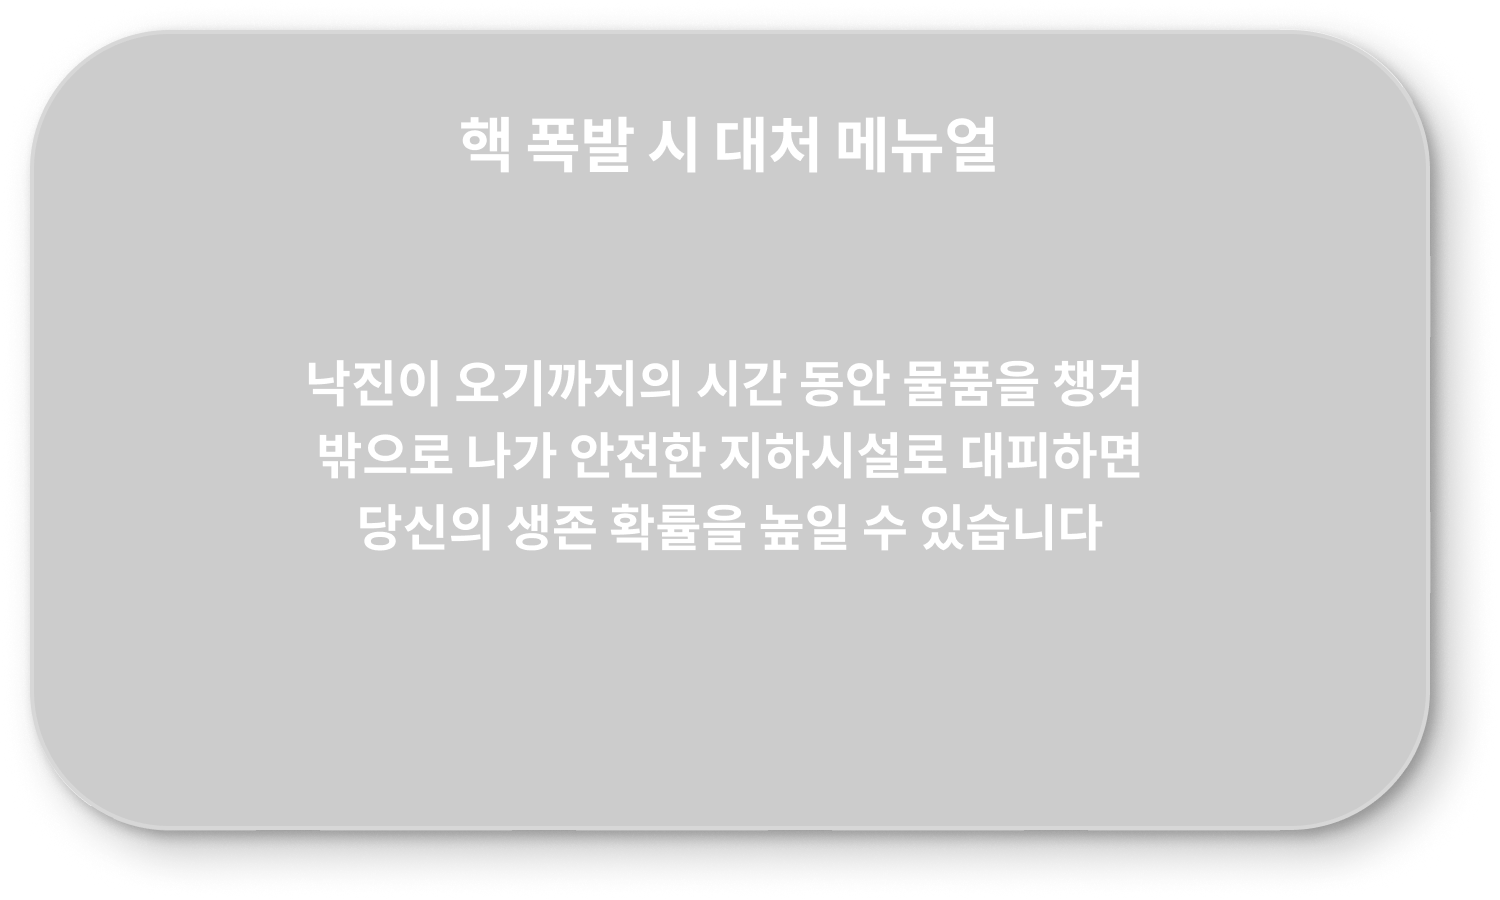 핵 폭발 시 대처 메뉴얼
낙진이 오기까지의 시간 동안 물품을 챙겨
밖으로 나가 안전한 지하시설로 대피하면
당신의 생존 확률을 높일 수 있습니다